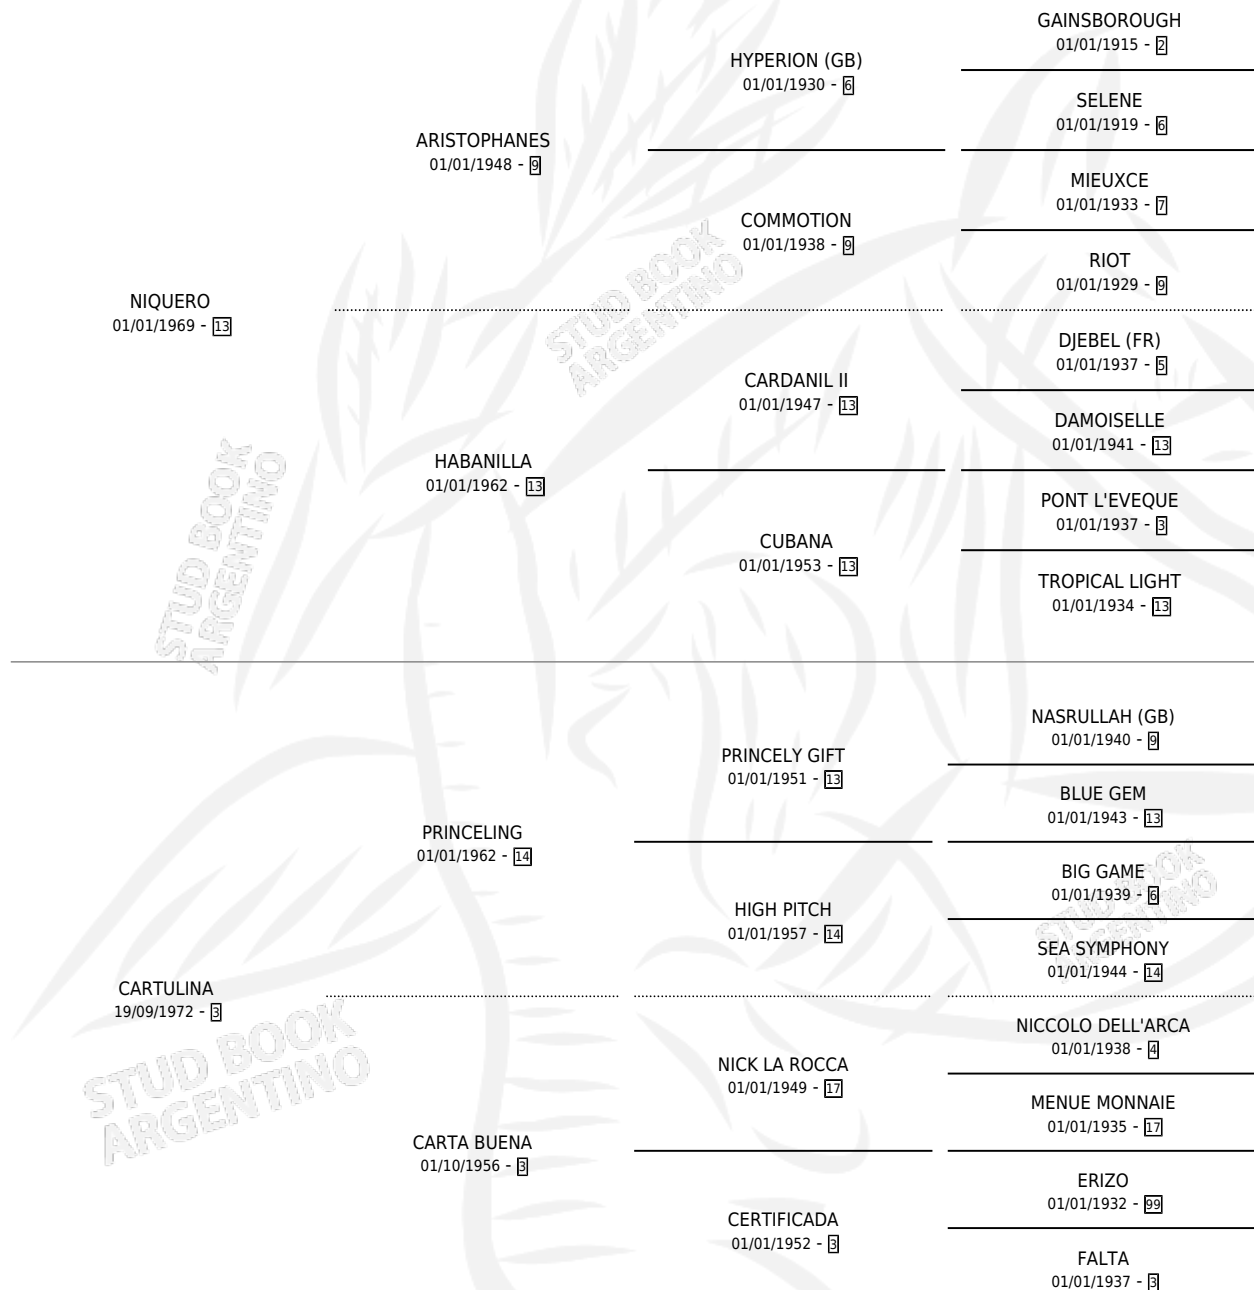 GAINSBOROUGH
01/01/1915 - 2
HYPERION (GB)
01/01/1930 - 6
SELENE
01/01/1919 - 6
ARISTOPHANES
01/01/1948 - 9
MIEUXCE
01/01/1933 - 7
COMMOTION
01/01/1938 - 9
RIOT
01/01/1929 - 9
NIQUERO
01/01/1969 - 13
DJEBEL (FR)
01/01/1937 - 5
CARDANIL II
01/01/1947 - 13
DAMOISELLE
01/01/1941 - 13
HABANILLA
01/01/1962 - 13
PONT L'EVEQUE
01/01/1937 - 3
CUBANA
01/01/1953 - 13
TROPICAL LIGHT
01/01/1934 - 13
STUD BOOK
ARGENTINO
STUD BOOK
ARGENTINO
NASRULLAH (GB)
01/01/1940 - 9
PRINCELY GIFT
01/01/1951 - 13
BLUE GEM
01/01/1943 - 13
PRINCELING
01/01/1962 - 14
BIG GAME
01/01/1939 - 6
HIGH PITCH
01/01/1957 - 14
SEA SYMPHONY
01/01/1944 - 14
CARTULINA
19/09/1972 - 3
NICCOLO DELL'ARCA
01/01/1938 - 4
NICK LA ROCCA
01/01/1949 - 17
MENUE MONNAIE
01/01/1935 - 17
CARTA BUENA
01/10/1956 - 3
ERIZO
01/01/1932 - 99
CERTIFICADA
01/01/1952 - 3
FALTA
01/01/1937 - 3
STUD BOOK
ARGENTINO
STUD BOOK
ARGENTINO